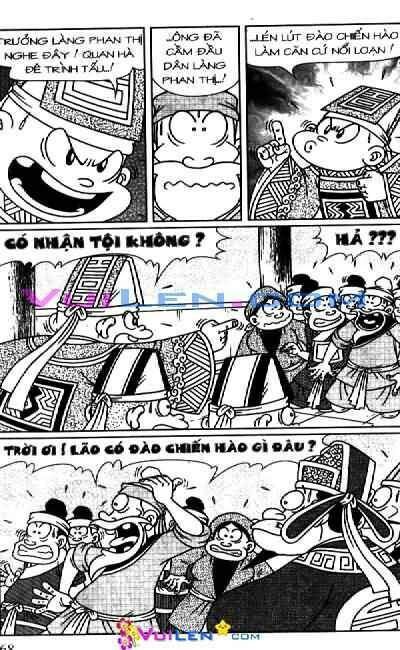 TRƯỞNG LÀNG PHAN THỊ
NGHE ĐÂY! QUAN HÀ
ĐÊ TRÌNH TẤU...!
...ÔNG ĐÃ
CẦM ĐẦU
DÂN LÀNG
PHAN THỊ...!
...LÉN LÚT ĐÀO CHIẾN HÀO
LÀM CĂN CỨ NỔI LOẠN!
CÓ NHẬN TỘI KHÔNG?
HẢ???
VUILEN.COM
TRỜI ƠI! LÃO CÓ ĐÀO CHIẾN HÀO GÌ ĐÂU?
68
VUILEN.COM